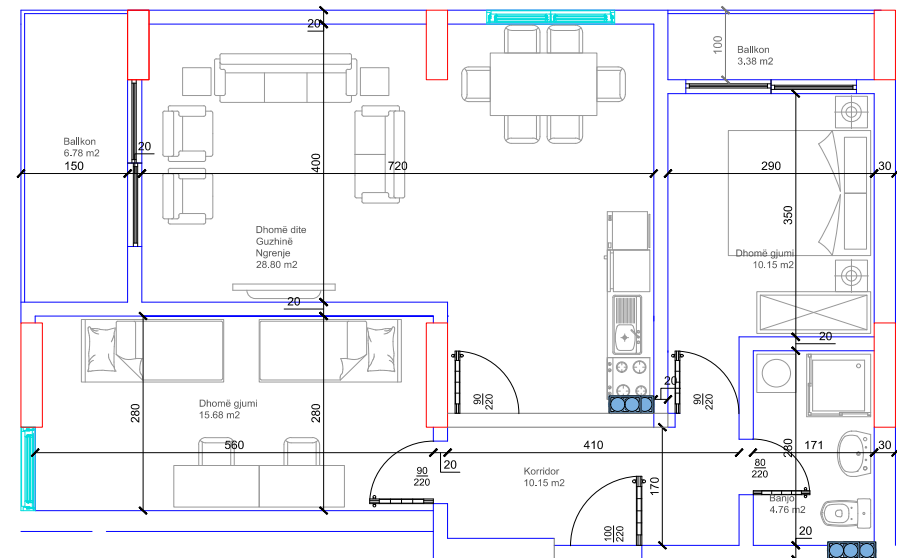 20
100
Ballkon
3,38 m2
Ballkon
6.78 m2
20
150
400
720
290
30
350
Dhomë dite
Guzhinë
Ngrenje
28.80 m2
Dhomë gjumi
10.15 m2
20
20
280
Dhomë gjumi
15.68 m2
280
90
220
20
90
220
560
20
410
280
171
30
90
220
Korridor
10.15 m2
170
80
220
Banjo
4.76 m2
100
220
20